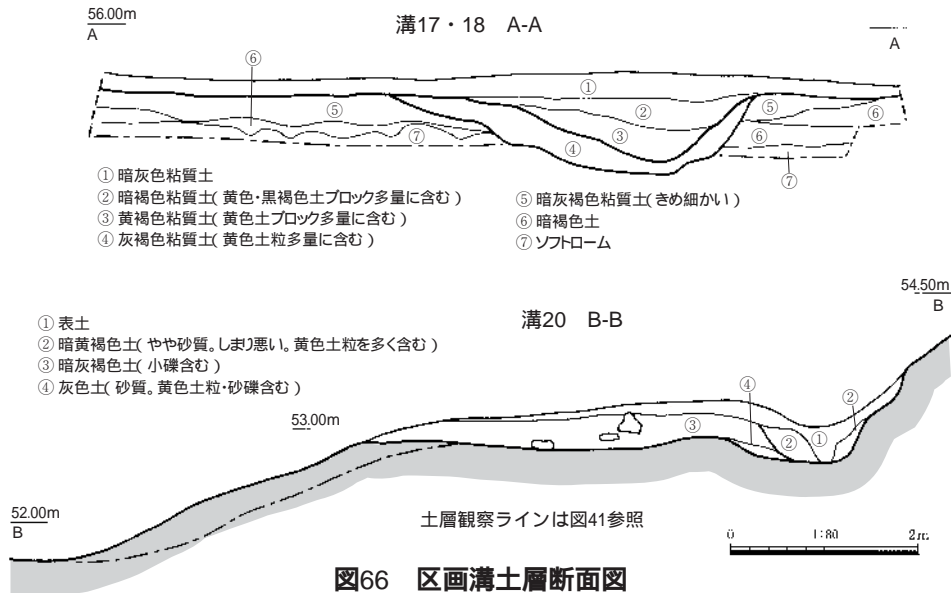 56.00m
A
溝17・18 A-A
A
⑥
①
⑤
②
⑤
⑥
③
⑥
⑦
④
⑦
①暗灰色粘質土
②暗褐色粘質土(黄色・黒褐色土ブロック多量に含む)
③黄褐色粘質土(黄色土ブロック多量に含む)
④灰褐色粘質土(黄色土粒多量に含む)
⑤暗灰褐色粘質土(きめ細かい)
⑥暗褐色土
⑦ソフトローム
54.50m
B
溝20 B-B
①表土
②暗黄褐色土(やや砂質。しまり悪い。黄色土粒を多く含む)
③暗灰褐色土(小礫含む)
④灰色土(砂質。黄色土粒・砂礫含む)
④
②
53.00m
③
②
①
52.00m
B
土層観察ラインは図41参照
0 1:80 2m
図66 区画溝土層断面図